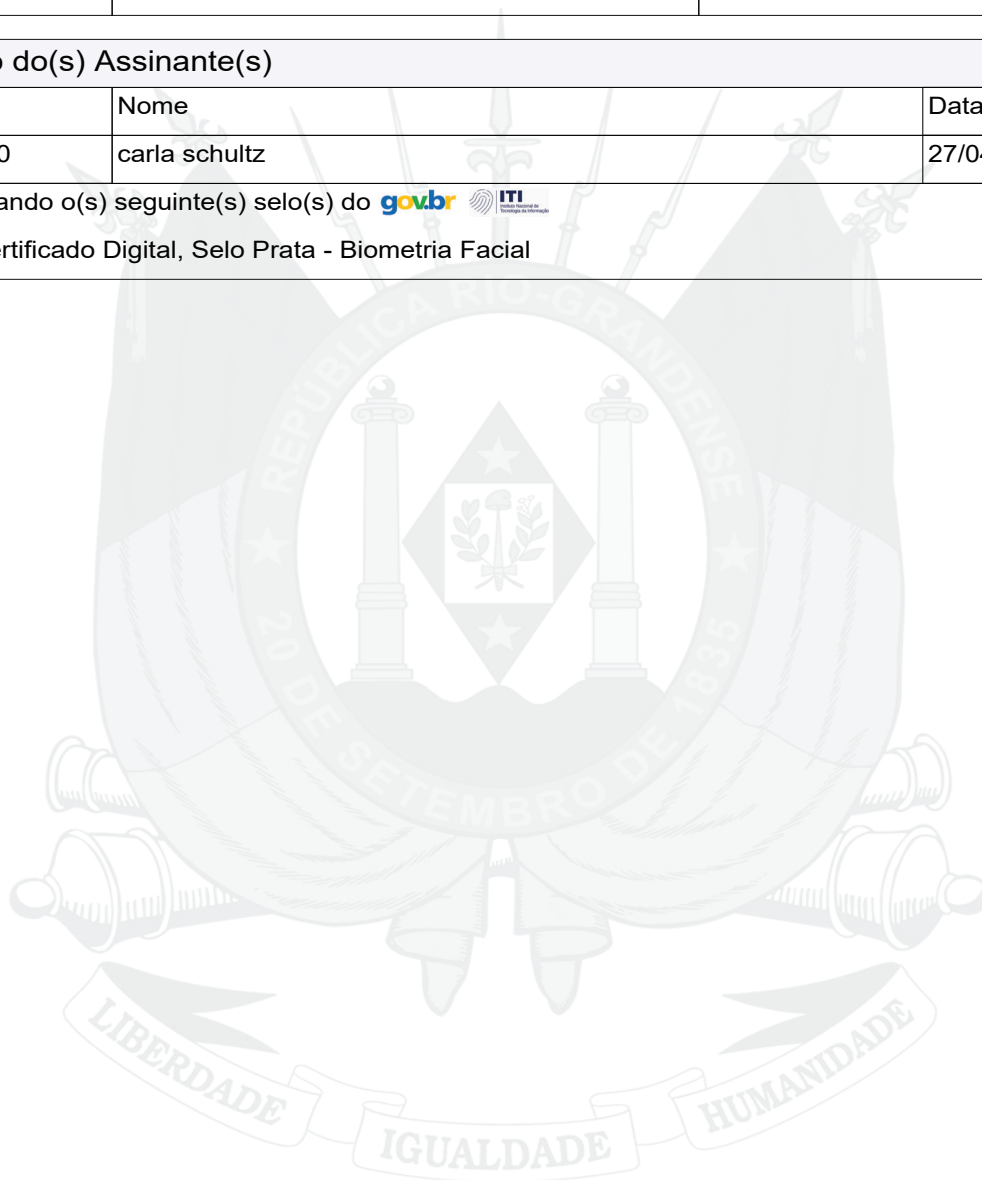 o do(s) Assinante(s)
Nome Data
0 carla schultz 27/04
ando o(s) seguinte(s) selo(s) do gov.br ITI
ertificado Digital, Selo Prata - Biometria Facial
REPÚBLICA RIO-GRANDENSE
20 DE SETEMBRO DE 1835
LIBERDADE IGUALDADE HUMANIDADE